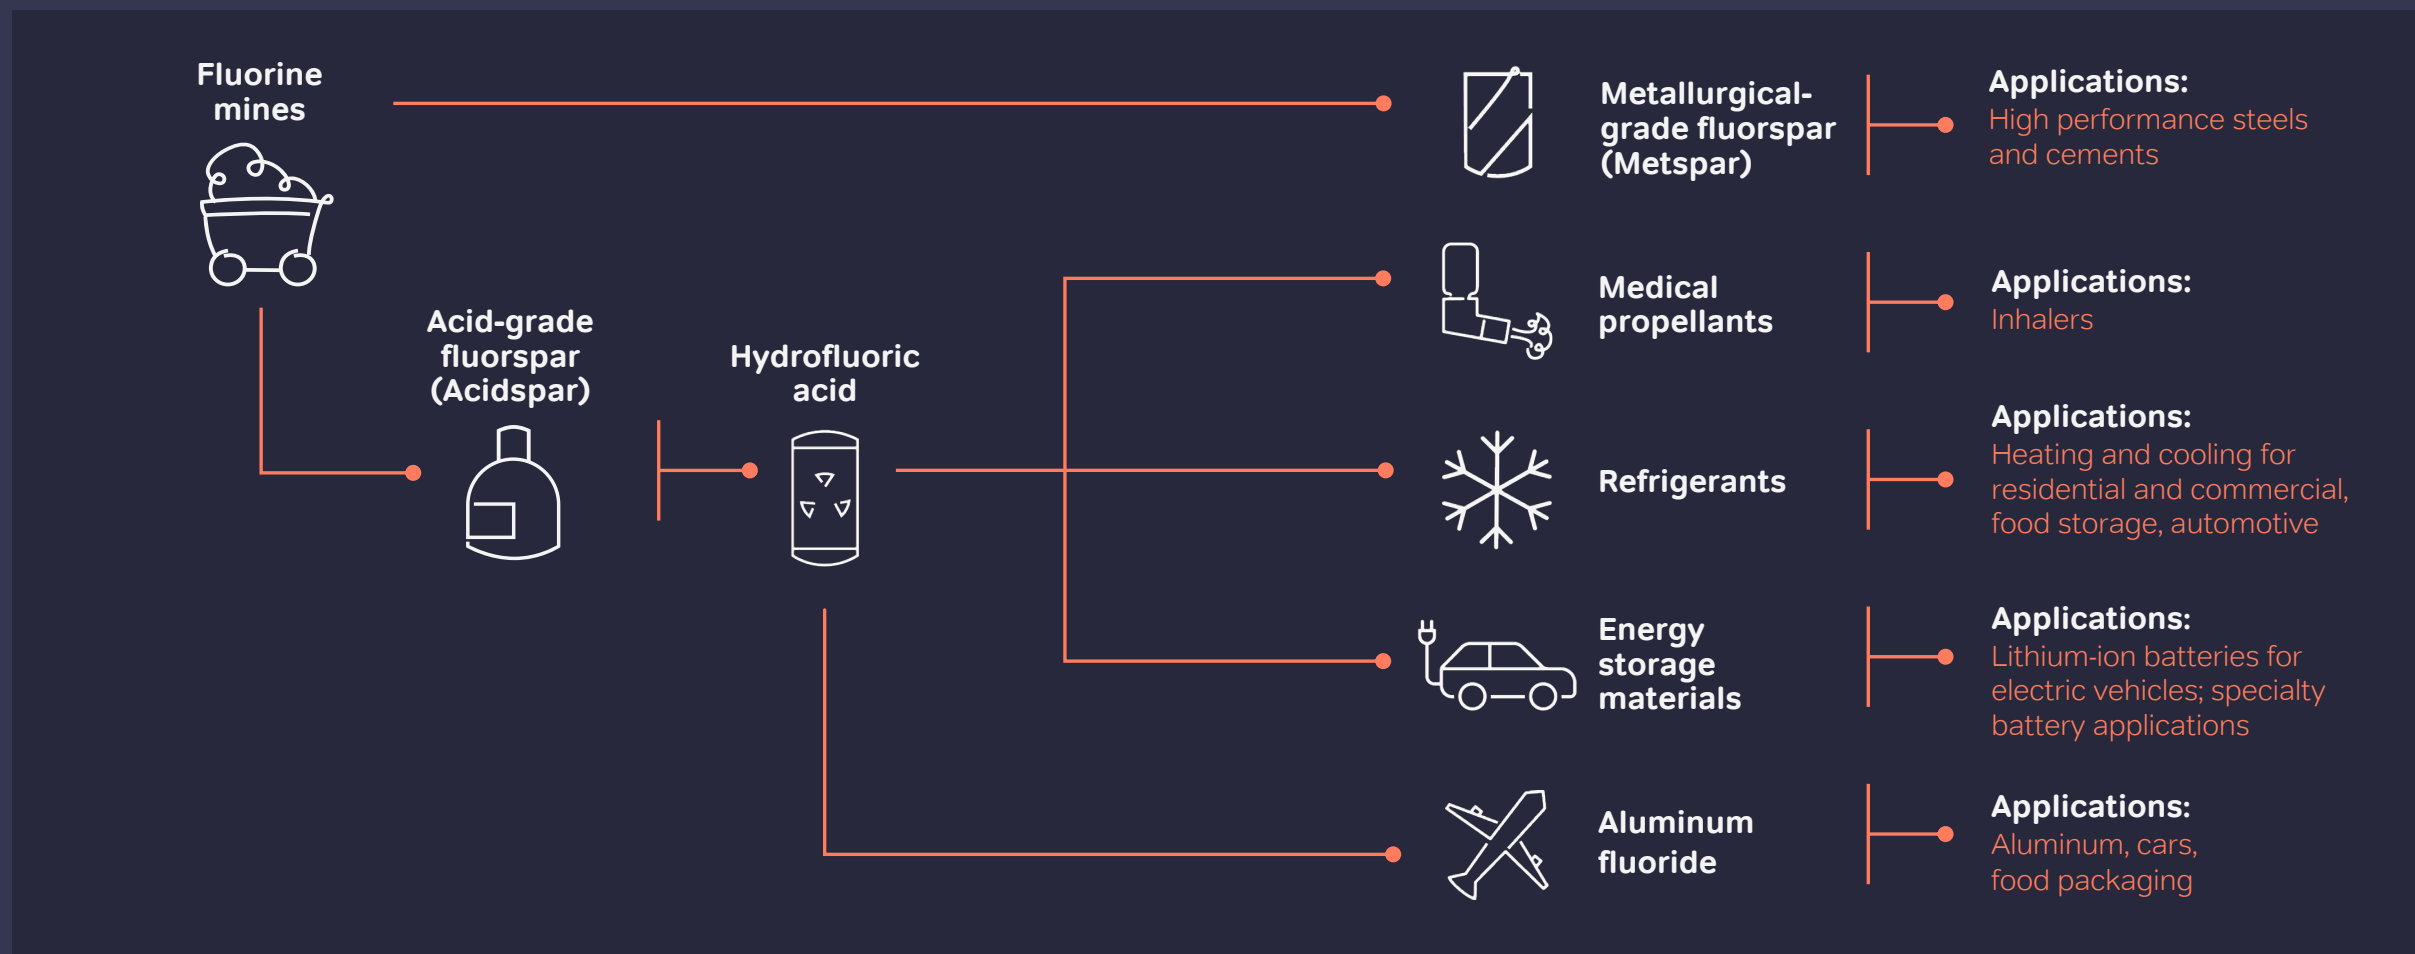 Fluorine
mines
Metallurgical-
grade fluorspar
(Metspar)
Applications:
High performance steels
and cements
Medical
propellants
Applications:
Inhalers
Acid-grade
fluorspar
(Acidspar)
Hydrofluoric
acid
Refrigerants
Applications:
Heating and cooling for
residential and commercial,
food storage, automotive
Energy
storage
materials
Applications:
Lithium-ion batteries for
electric vehicles; specialty
battery applications
Aluminum
fluoride
Applications:
Aluminum, cars,
food packaging